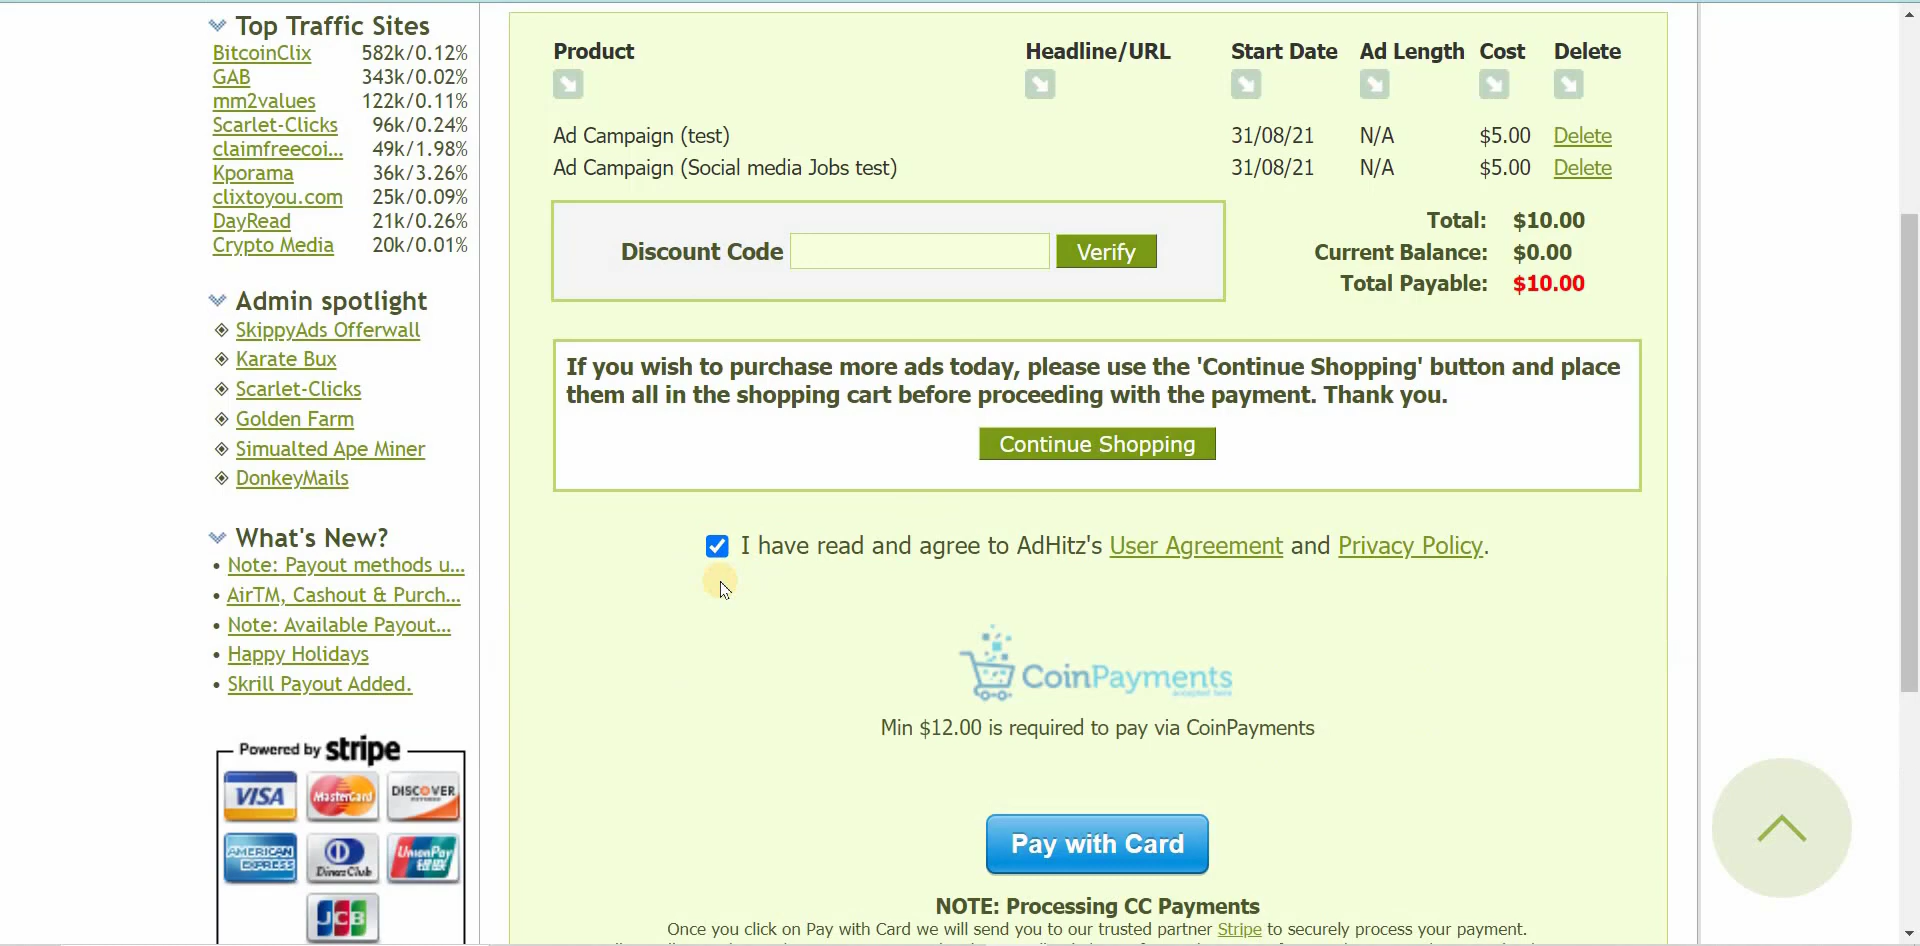 Top Traffic Sites
BitcoinClix 582k/0.12%
GAB 343k/0.02%
mm2values 122k/0.11%
Scarlet-Clicks 96k/0.24%
claimfreecoi... 49k/1.98%
Kporama 36k/3.26%
clixtoyou.com 25k/0.09%
DayRead 21k/0.26%
Crypto Media 20k/0.01%
Admin spotlight
SkippyAds Offerwall
Karate Bux
Scarlet-Clicks
Golden Farm
Simualted Ape Miner
DonkeyMails
What's New?
• Note: Payout methods u...
• AirTM, Cashout & Purch...
• Note: Available Payout...
• Happy Holidays
• Skrill Payout Added.
Powered by stripe
VISA MasterCard DISCOVER
AMERICAN EXPRESS Diners Club UnionPay 银联
JCB
Product Headline/URL Start Date Ad Length Cost Delete
Ad Campaign (test) 31/08/21 N/A $5.00 Delete
Ad Campaign (Social media Jobs test) 31/08/21 N/A $5.00 Delete
Discount Code Verify
Total: $10.00
Current Balance: $0.00
Total Payable: $10.00
If you wish to purchase more ads today, please use the 'Continue Shopping' button and place
them all in the shopping cart before proceeding with the payment. Thank you.
Continue Shopping
I have read and agree to AdHitz's User Agreement and Privacy Policy.
CoinPayments
accepted here
Min $12.00 is required to pay via CoinPayments
Pay with Card
NOTE: Processing CC Payments
Once you click on Pay with Card we will send you to our trusted partner Stripe to securely process your payment.